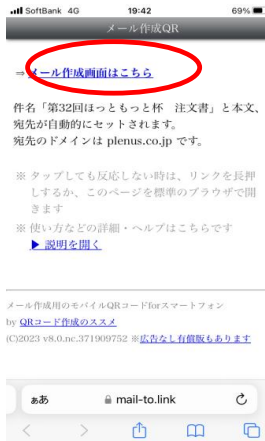 SoftBank 4G 19:42 69%
メール作成QR
⇒ メール作成画面はこちら
件名「第32回ほっともっと杯 注文書」と本文、
宛先が自動的にセットされます。
宛先のドメインは plenus.co.jp です。
※ タップしても反応しない時は、リンクを長押
しするか、このページを標準のブラウザで開
きます
※ 使い方などの詳細・ヘルプはこちらです
▶ 説明を開く
メール作成用のモバイルQRコードforスマートフォン
by QRコード作成のススメ
(C)2023 v8.0.nc.371909752 ※広告なし有償版もあります
ぁあ mail-to.link